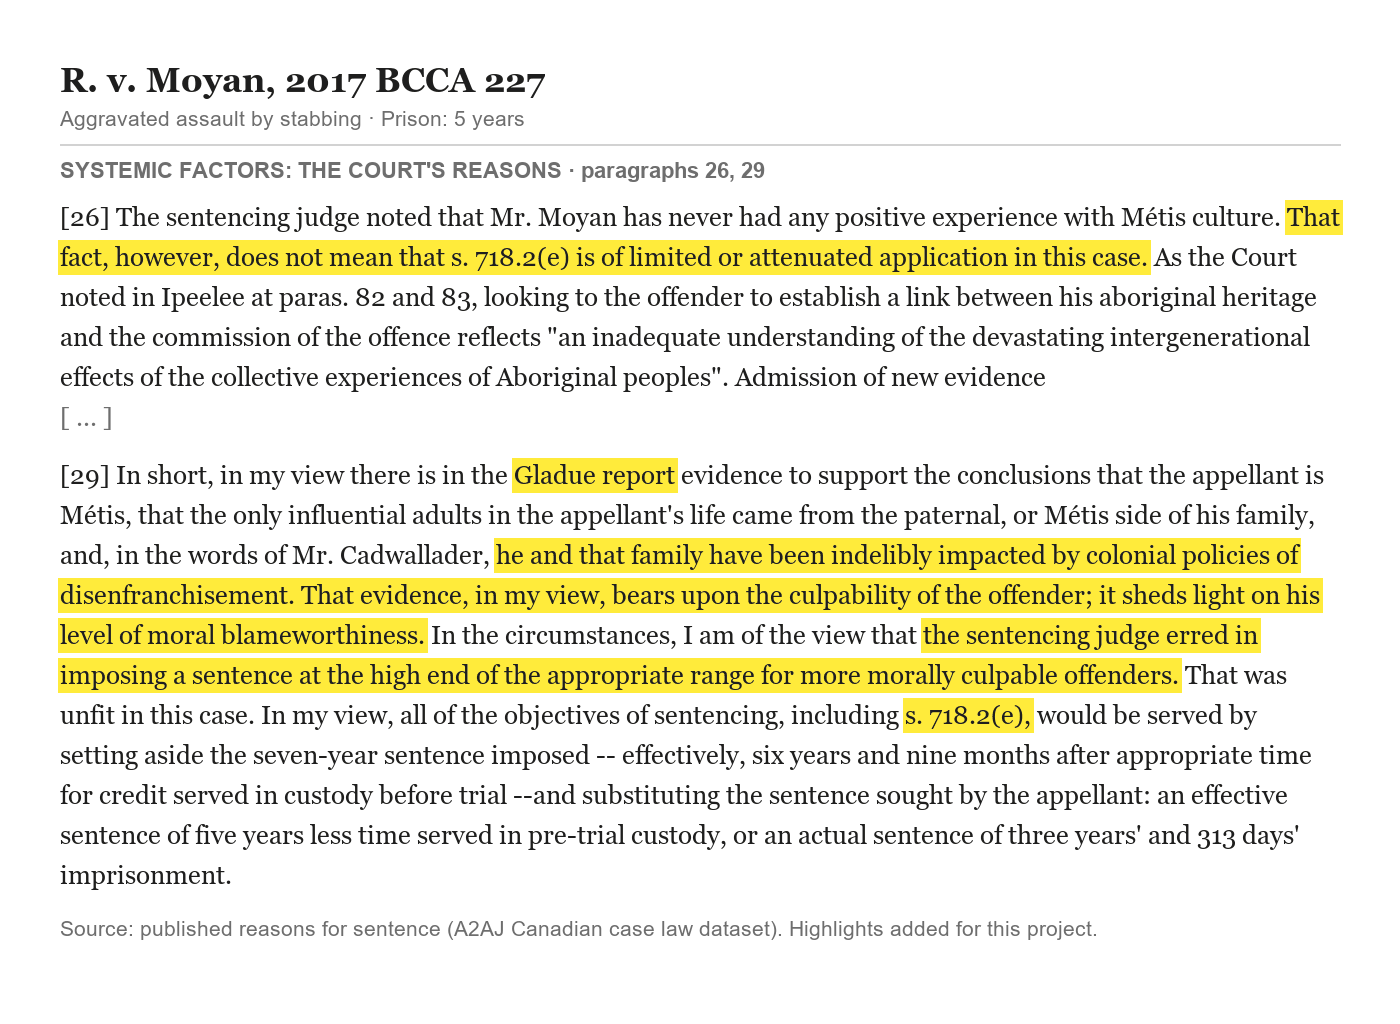 R. v. Moyan, 2017 BCCA 227
Aggravated assault by stabbing · Prison: 5 years
SYSTEMIC FACTORS: THE COURT'S REASONS · paragraphs 26, 29
[26] The sentencing judge noted that Mr. Moyan has never had any positive experience with Métis culture. That
fact, however, does not mean that s. 718.2(e) is of limited or attenuated application in this case. As the Court
noted in Ipeelee at paras. 82 and 83, looking to the offender to establish a link between his aboriginal heritage
and the commission of the offence reflects "an inadequate understanding of the devastating intergenerational
effects of the collective experiences of Aboriginal peoples". Admission of new evidence
[ ... ]
[29] In short, in my view there is in the Gladue report evidence to support the conclusions that the appellant is
Métis, that the only influential adults in the appellant's life came from the paternal, or Métis side of his family,
and, in the words of Mr. Cadwallader, he and that family have been indelibly impacted by colonial policies of
disenfranchisement. That evidence, in my view, bears upon the culpability of the offender; it sheds light on his
level of moral blameworthiness. In the circumstances, I am of the view that the sentencing judge erred in
imposing a sentence at the high end of the appropriate range for more morally culpable offenders. That was
unfit in this case. In my view, all of the objectives of sentencing, including s. 718.2(e), would be served by
setting aside the seven-year sentence imposed -- effectively, six years and nine months after appropriate time
for credit served in custody before trial --and substituting the sentence sought by the appellant: an effective
sentence of five years less time served in pre-trial custody, or an actual sentence of three years' and 313 days'
imprisonment.
Source: published reasons for sentence (A2AJ Canadian case law dataset). Highlights added for this project.